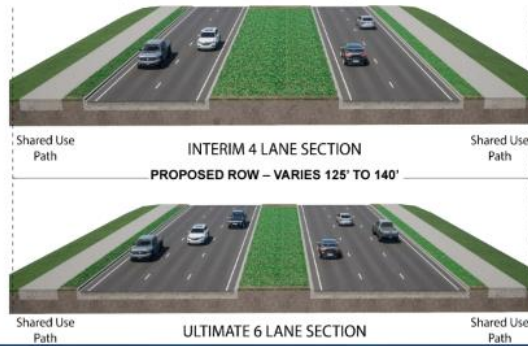 Shared Use
Path
INTERIM 4 LANE SECTION
Shared Use
Path
PROPOSED ROW – VARIES 125' TO 140'
Shared Use
Path
ULTIMATE 6 LANE SECTION
Shared Use
Path